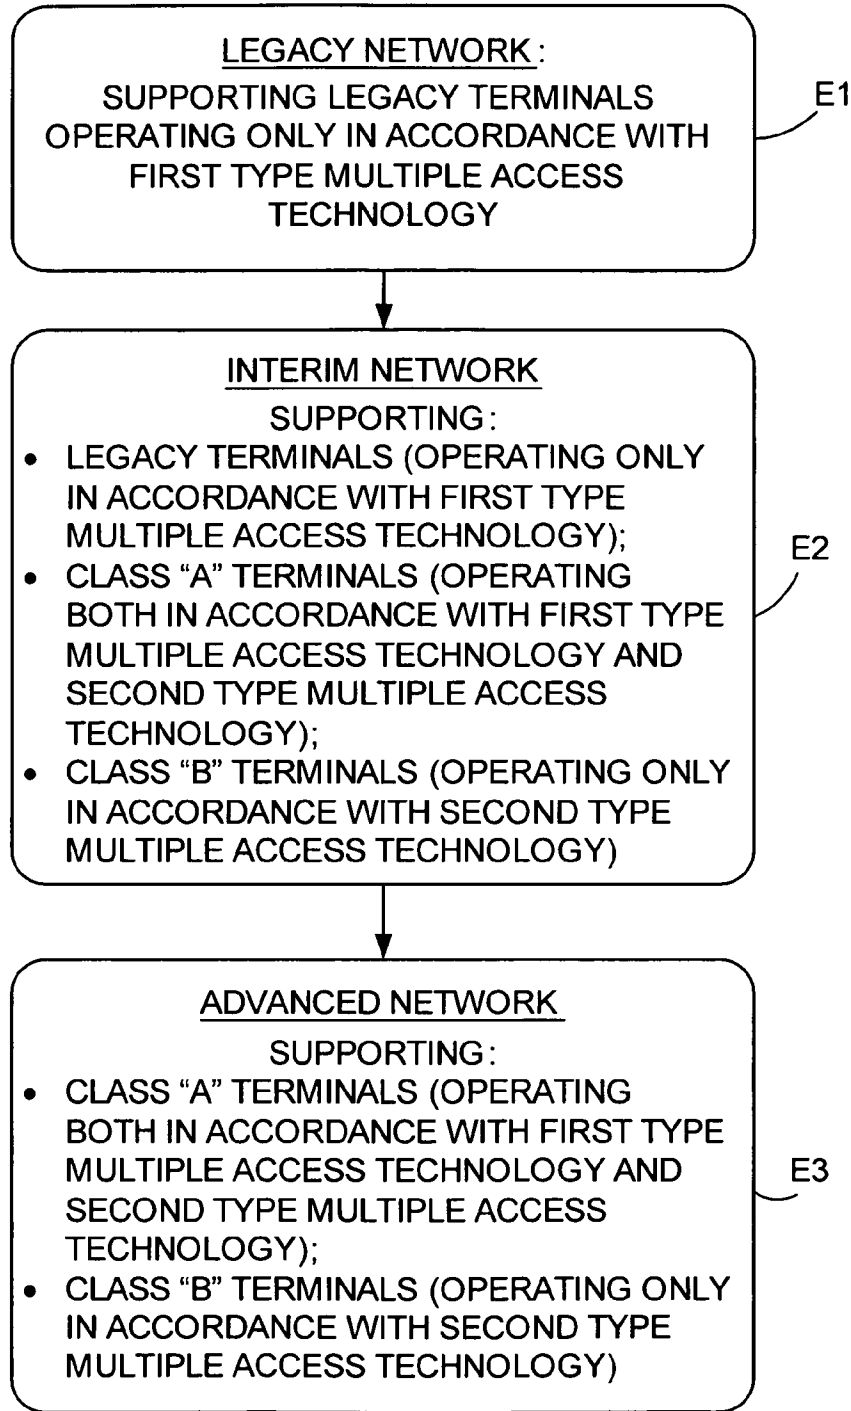 LEGACY NETWORK:
SUPPORTING LEGACY TERMINALS
OPERATING ONLY IN ACCORDANCE WITH
FIRST TYPE MULTIPLE ACCESS
TECHNOLOGY
E1
INTERIM NETWORK
SUPPORTING:
• LEGACY TERMINALS (OPERATING ONLY
IN ACCORDANCE WITH FIRST TYPE
MULTIPLE ACCESS TECHNOLOGY);
• CLASS “A” TERMINALS (OPERATING
BOTH IN ACCORDANCE WITH FIRST TYPE
MULTIPLE ACCESS TECHNOLOGY AND
SECOND TYPE MULTIPLE ACCESS
TECHNOLOGY);
• CLASS “B” TERMINALS (OPERATING ONLY
IN ACCORDANCE WITH SECOND TYPE
MULTIPLE ACCESS TECHNOLOGY)
E2
ADVANCED NETWORK
SUPPORTING:
• CLASS “A” TERMINALS (OPERATING
BOTH IN ACCORDANCE WITH FIRST TYPE
MULTIPLE ACCESS TECHNOLOGY AND
SECOND TYPE MULTIPLE ACCESS
TECHNOLOGY);
• CLASS “B” TERMINALS (OPERATING ONLY
IN ACCORDANCE WITH SECOND TYPE
MULTIPLE ACCESS TECHNOLOGY)
E3